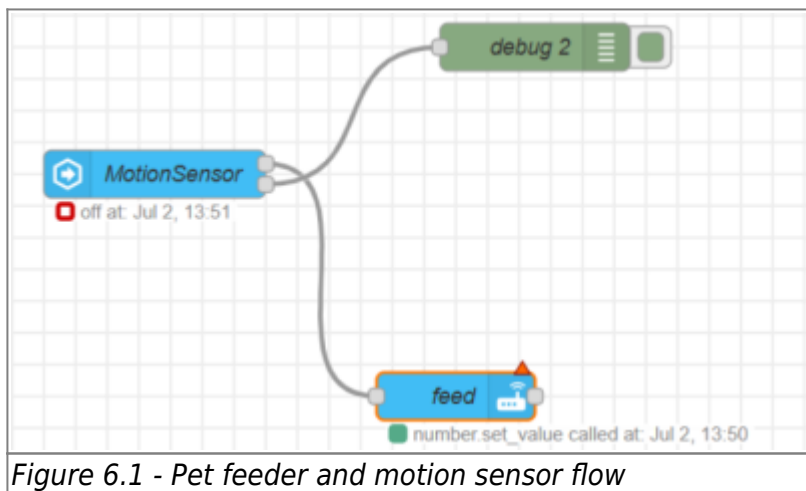 debug 2
MotionSensor
off at: Jul 2, 13:51
feed
number.set_value called at: Jul 2, 13:50
Figure 6.1 - Pet feeder and motion sensor flow